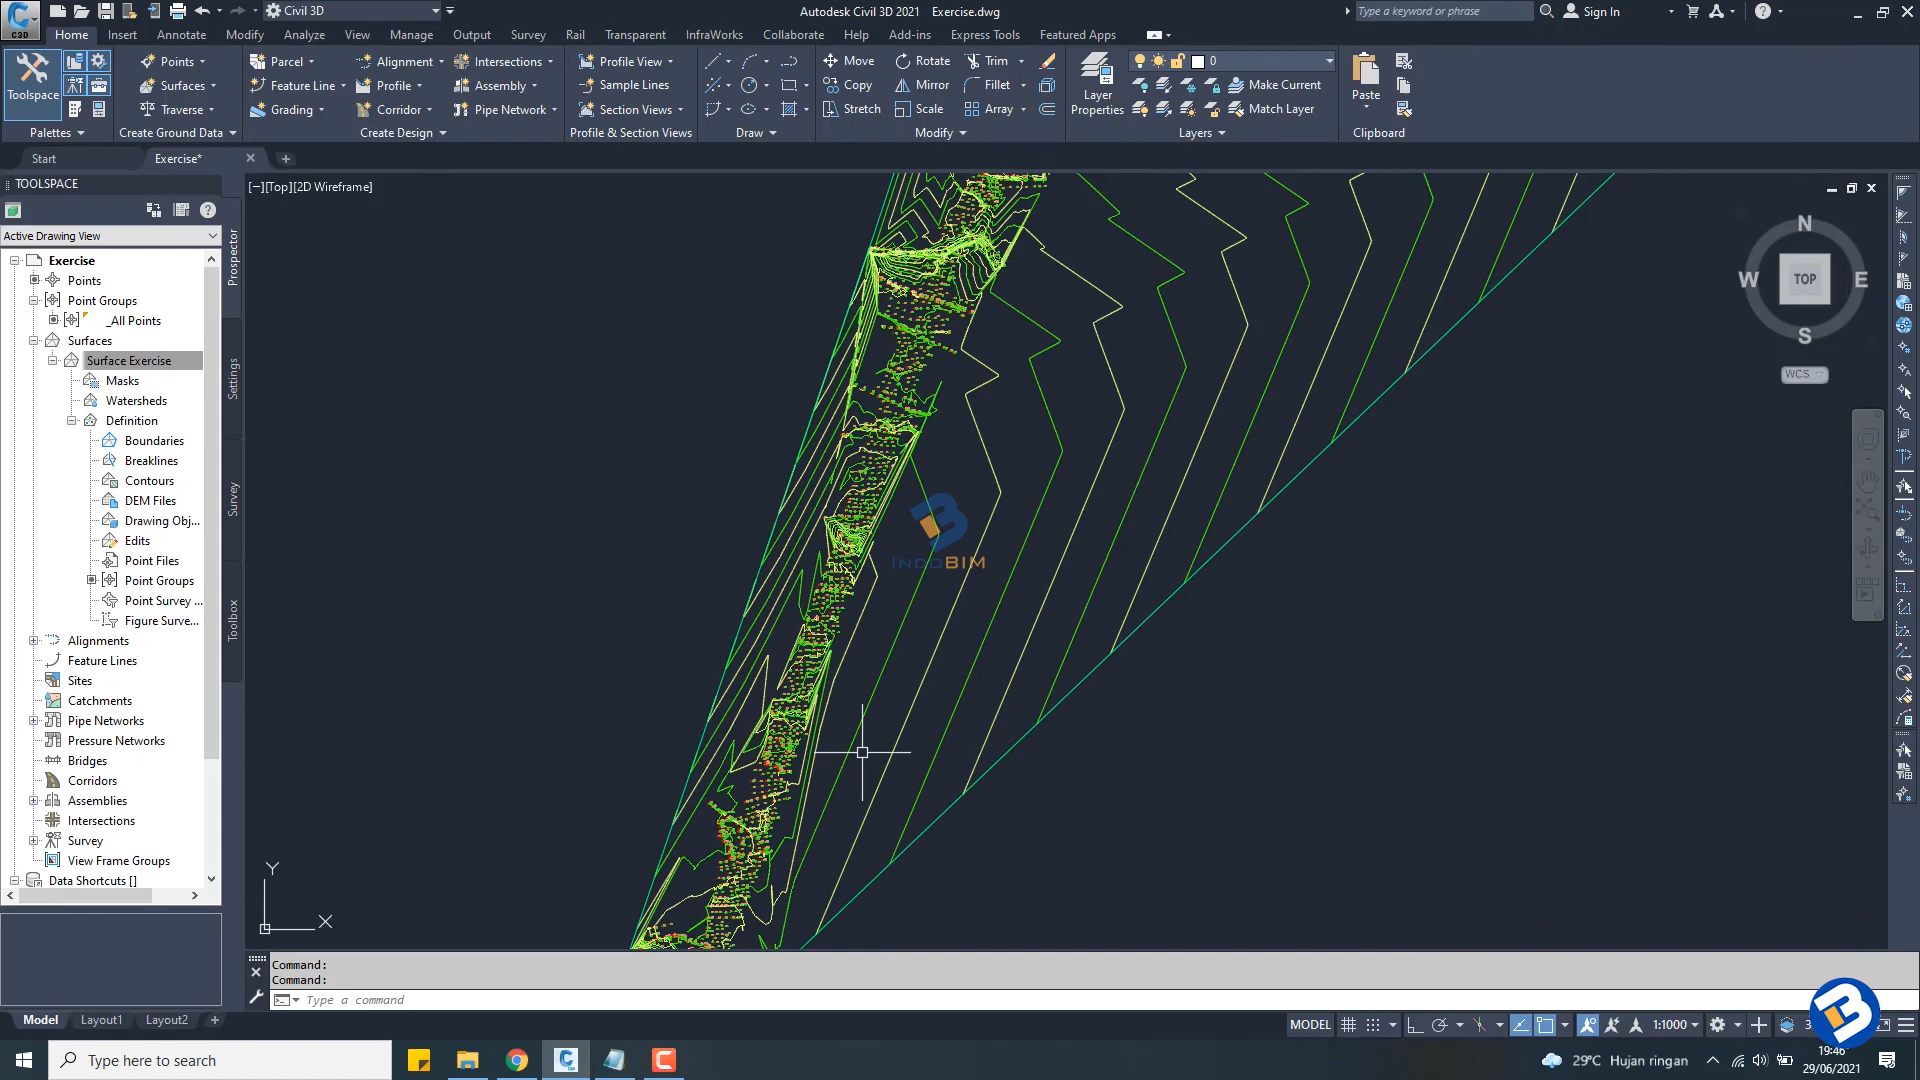 C3D
Civil 3D
Autodesk Civil 3D 2021 Exercise.dwg
Type a keyword or phrase
Sign In
Home Insert Annotate Modify Analyze View Manage Output Survey Rail Transparent InfraWorks Collaborate Help Add-ins Express Tools Featured Apps
Toolspace
Points
Surfaces
Traverse
Parcel
Feature Line
Grading
Alignment
Profile
Corridor
Intersections
Assembly
Pipe Network
Profile View
Sample Lines
Section Views
Move
Copy
Stretch
Rotate
Mirror
Scale
Trim
Fillet
Array
Layer
Properties
0
Make Current
Match Layer
Paste
Palettes Create Ground Data Create Design Profile & Section Views Draw Modify Layers Clipboard
Start Exercise*
TOOLSPACE
Active Drawing View
Exercise
Points
Point Groups
_All Points
Surfaces
Surface Exercise
Masks
Watersheds
Definition
Boundaries
Breaklines
Contours
DEM Files
Drawing Obj...
Edits
Point Files
Point Groups
Point Survey ...
Figure Surve...
Alignments
Feature Lines
Sites
Catchments
Pipe Networks
Pressure Networks
Bridges
Corridors
Assemblies
Intersections
Survey
View Frame Groups
Data Shortcuts []
Prospector
Settings
Survey
Toolbox
[−][Top][2D Wireframe]
N
W TOP E
S
WCS
INDOBIM
Y
X
Command:
Command:
Type a command
Model Layout1 Layout2
MODEL 1:1000
Type here to search
29°C Hujan ringan
19:46
29/06/2021